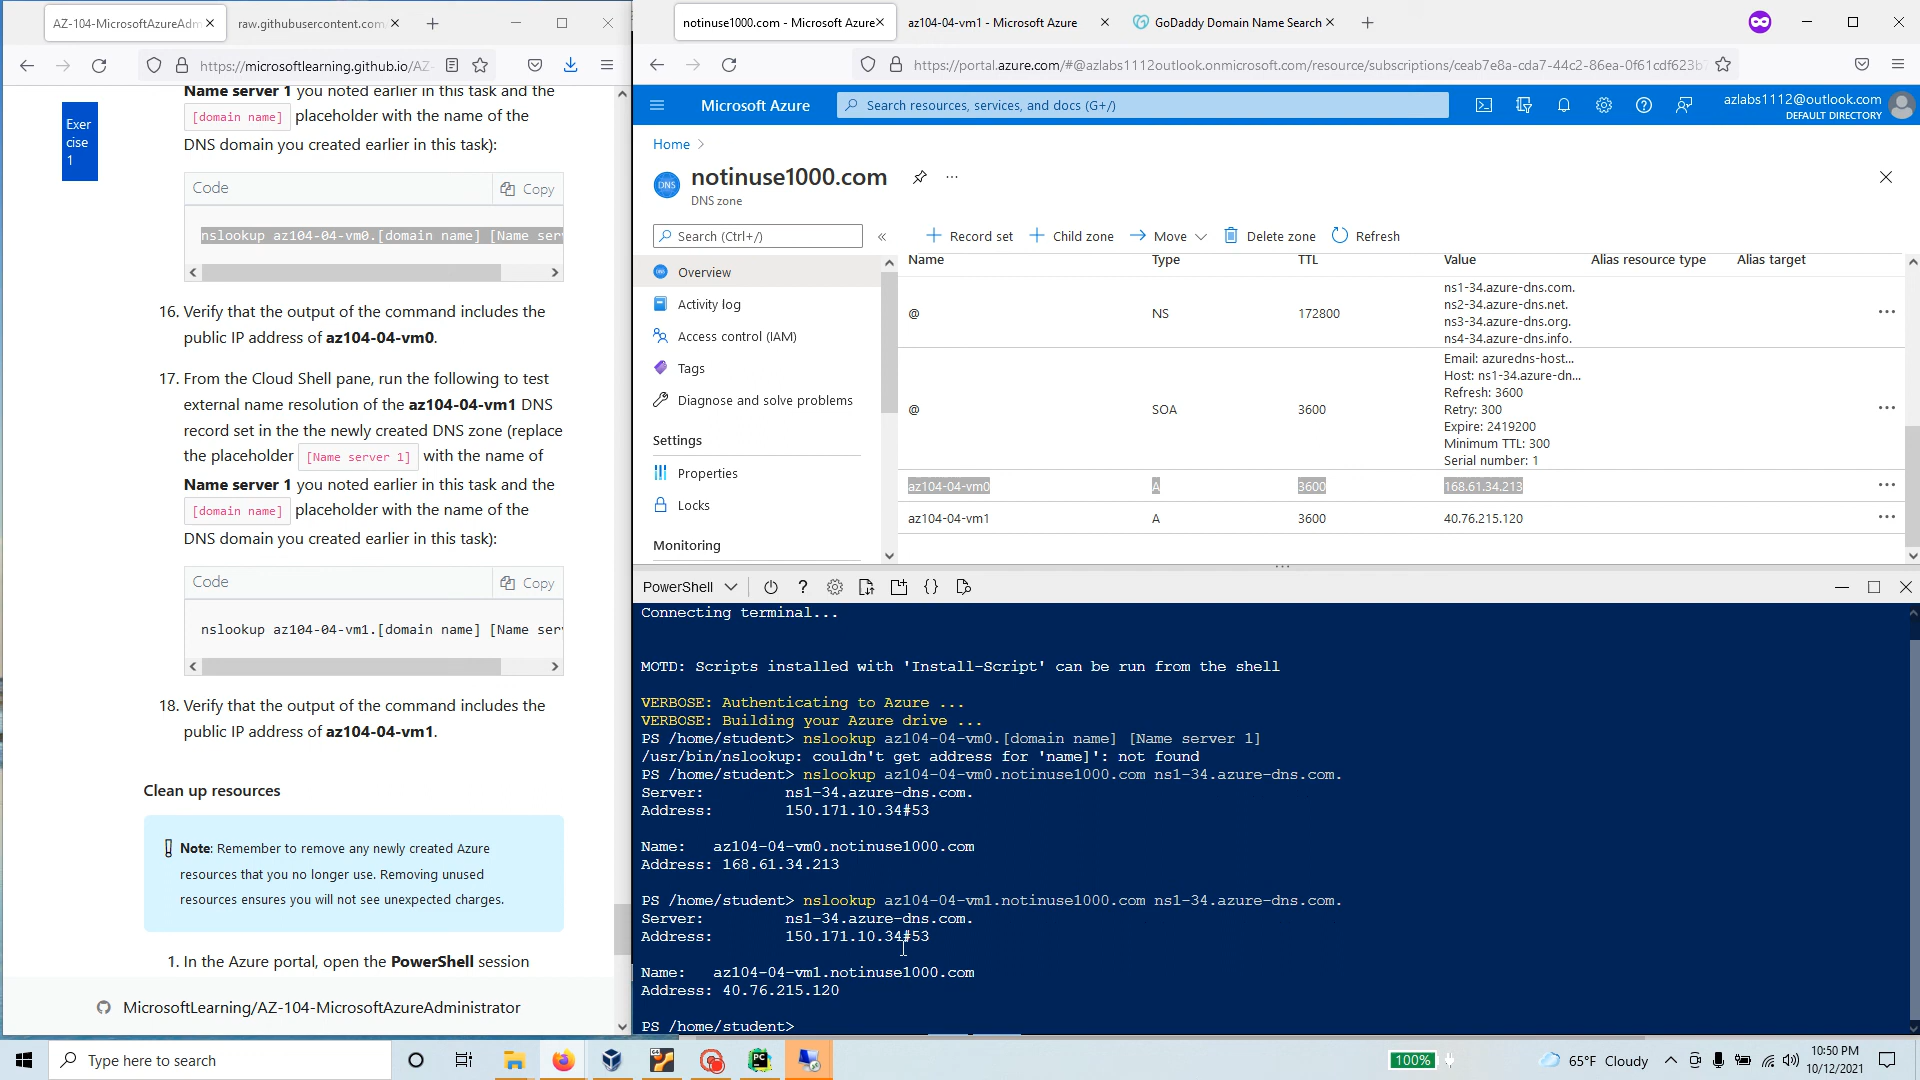 AZ-104-MicrosoftAzureAdm
raw.githubusercontent.com/
https://microsoftlearning.github.io/AZ-
Exer
cise
1
Name server 1 you noted earlier in this task and the
[domain name] placeholder with the name of the
DNS domain you created earlier in this task):
Code
Copy
nslookup az104-04-vm0.[domain name] [Name ser
16. Verify that the output of the command includes the
public IP address of az104-04-vm0.
17. From the Cloud Shell pane, run the following to test
external name resolution of the az104-04-vm1 DNS
record set in the the newly created DNS zone (replace
the placeholder [Name server 1] with the name of
Name server 1 you noted earlier in this task and the
[domain name] placeholder with the name of the
DNS domain you created earlier in this task):
Code
Copy
nslookup az104-04-vm1.[domain name] [Name ser
18. Verify that the output of the command includes the
public IP address of az104-04-vm1.
Clean up resources
Note: Remember to remove any newly created Azure
resources that you no longer use. Removing unused
resources ensures you will not see unexpected charges.
1. In the Azure portal, open the PowerShell session
MicrosoftLearning/AZ-104-MicrosoftAzureAdministrator
notinuse1000.com - Microsoft Azure
az104-04-vm1 - Microsoft Azure
GoDaddy Domain Name Search
https://portal.azure.com/#@azlabs1112outlook.onmicrosoft.com/resource/subscriptions/ceab7e8a-cda7-44c2-86ea-0f61cdf623b
Microsoft Azure
Search resources, services, and docs (G+/)
azlabs1112@outlook.com
DEFAULT DIRECTORY
Home
DNS
notinuse1000.com
DNS zone
Search (Ctrl+/)
Record set
Child zone
Move
Delete zone
Refresh
Overview
Activity log
Access control (IAM)
Tags
Diagnose and solve problems
Settings
Properties
Locks
Monitoring
Name Type TTL Value Alias resource type Alias target
@ NS 172800
ns1-34.azure-dns.com.
ns2-34.azure-dns.net.
ns3-34.azure-dns.org.
ns4-34.azure-dns.info.
@ SOA 3600
Email: azuredns-host...
Host: ns1-34.azure-dn...
Refresh: 3600
Retry: 300
Expire: 2419200
Minimum TTL: 300
Serial number: 1
az104-04-vm0 A 3600 168.61.34.213
az104-04-vm1 A 3600 40.76.215.120
PowerShell
?
{}
Connecting terminal...
MOTD: Scripts installed with 'Install-Script' can be run from the shell
VERBOSE: Authenticating to Azure ...
VERBOSE: Building your Azure drive ...
PS /home/student> nslookup az104-04-vm0.[domain name] [Name server 1]
/usr/bin/nslookup: couldn't get address for 'name]': not found
PS /home/student> nslookup az104-04-vm0.notinuse1000.com ns1-34.azure-dns.com.
Server: ns1-34.azure-dns.com.
Address: 150.171.10.34#53
Name: az104-04-vm0.notinuse1000.com
Address: 168.61.34.213
PS /home/student> nslookup az104-04-vm1.notinuse1000.com ns1-34.azure-dns.com.
Server: ns1-34.azure-dns.com.
Address: 150.171.10.34#53
Name: az104-04-vm1.notinuse1000.com
Address: 40.76.215.120
PS /home/student>
Type here to search
PC
100%
65°F Cloudy
10:50 PM
10/12/2021